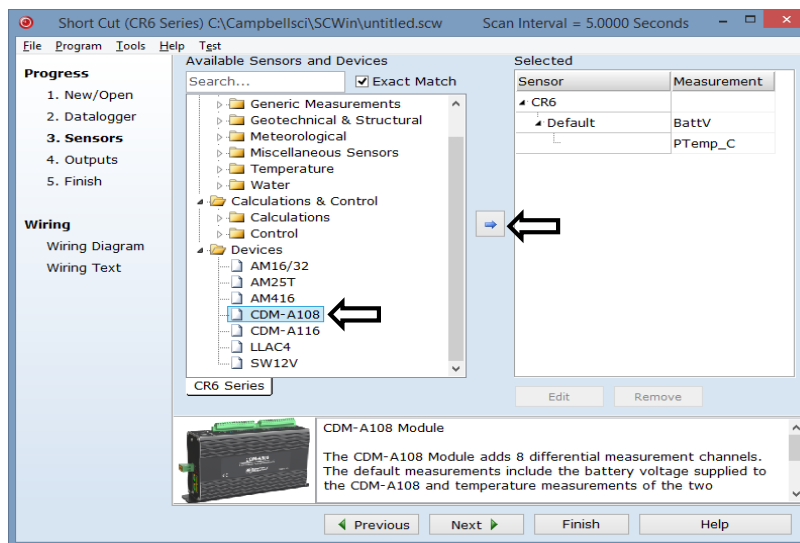 Short Cut (CR6 Series) C:\Campbellsci\SCWin\untitled.scw Scan Interval = 5.0000 Seconds
File Program Tools Help Test
Progress
1. New/Open
2. Datalogger
3. Sensors
4. Outputs
5. Finish
Wiring
Wiring Diagram
Wiring Text
Available Sensors and Devices
Search... Exact Match
Generic Measurements
Geotechnical & Structural
Meteorological
Miscellaneous Sensors
Temperature
Water
Calculations & Control
Calculations
Control
Devices
AM16/32
AM25T
AM416
CDM-A108
CDM-A116
LLAC4
SW12V
CR6 Series
Selected
Sensor Measurement
CR6
Default BattV
PTemp_C
Edit Remove
CDM-A108 Module
The CDM-A108 Module adds 8 differential measurement channels.
The default measurements include the battery voltage supplied to
the CDM-A108 and temperature measurements of the two
Previous Next Finish Help